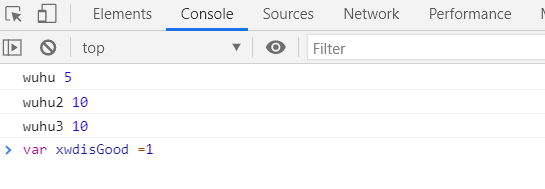 Elements Console Sources Network Performance
top Filter
wuhu 5
wuhu2 10
wuhu3 10
> var xwdisGood =1